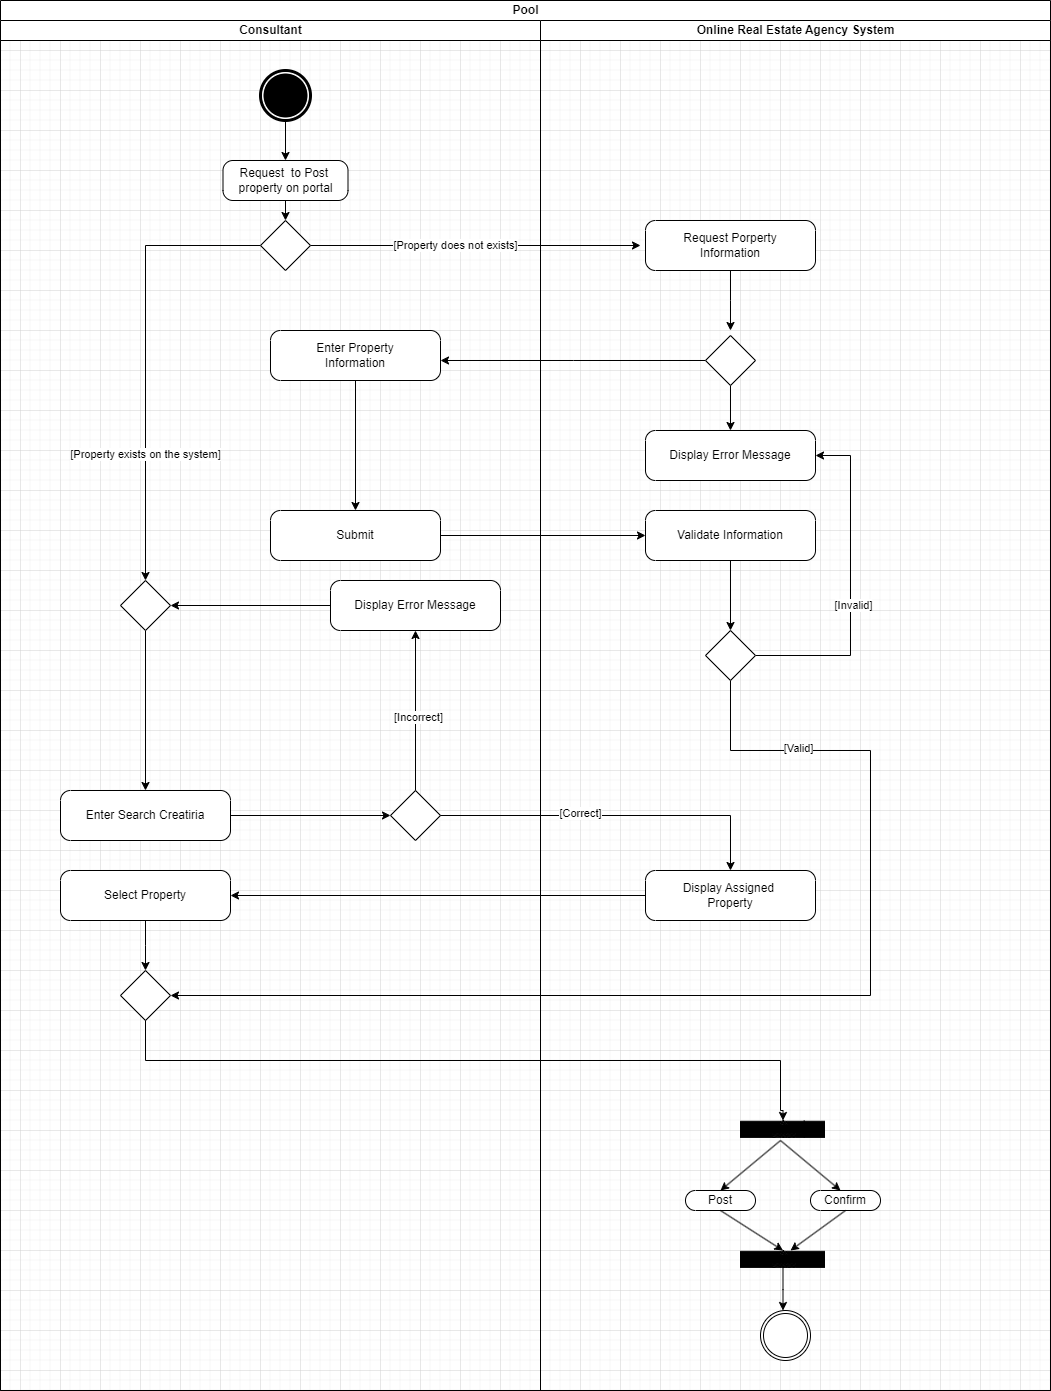 Pool
Consultant
Online Real Estate Agency System
Request  to Post
property on portal
[Property does not exists]
Request Porperty
Information
Enter Property
Information
[Property exists on the system]
Display Error Message
Submit
Validate Information
Display Error Message
[Invalid]
[Incorrect]
[Valid]
Enter Search Creatiria
[Correct]
Select Property
Display Assigned
Property
Post
Confirm